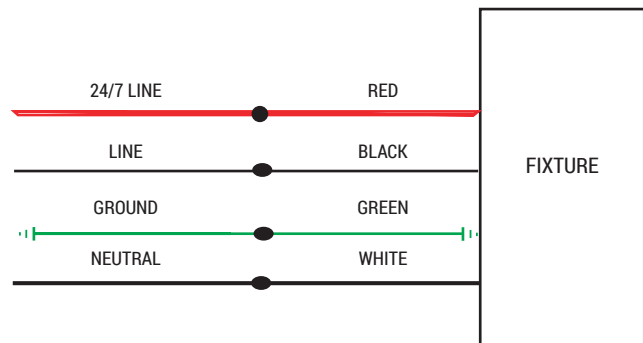 24/7 LINE RED
LINE BLACK
FIXTURE
GROUND GREEN
NEUTRAL WHITE